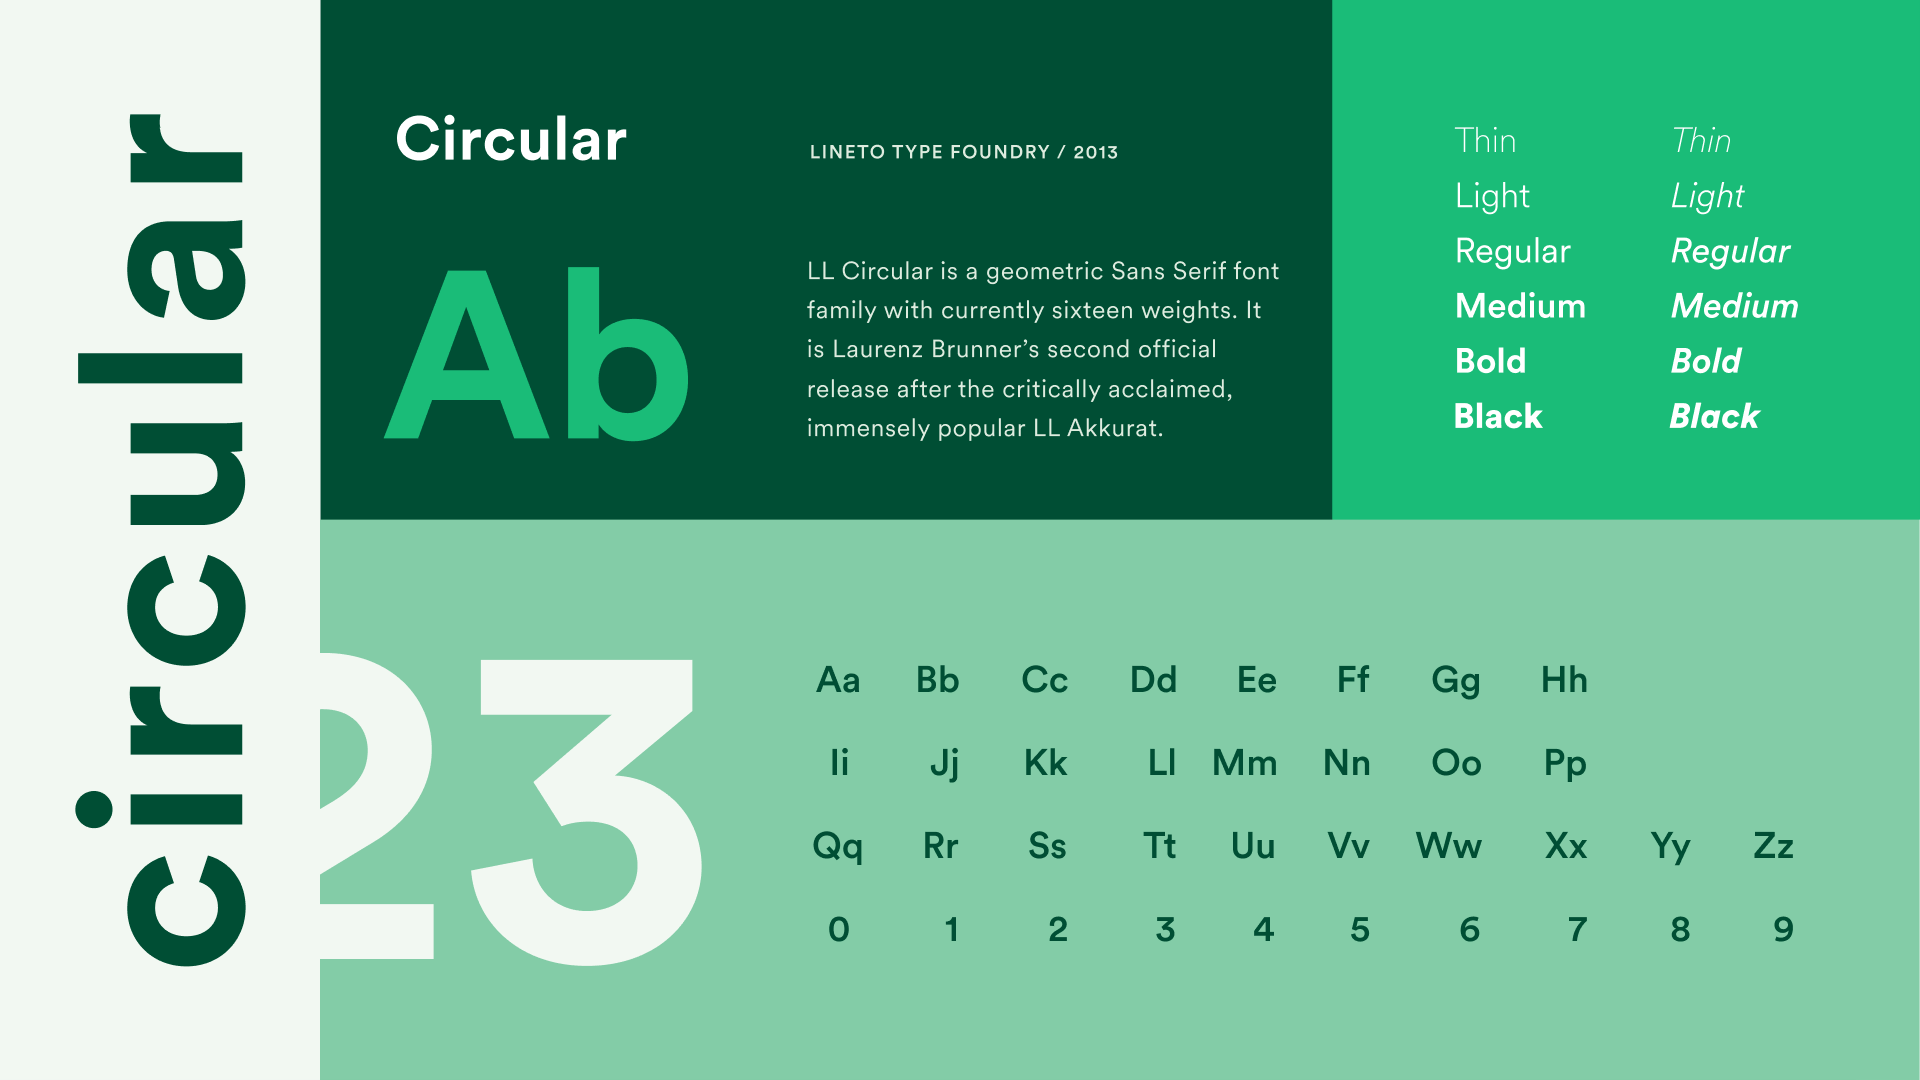 circular
Circular
LINETO TYPE FOUNDRY / 2013
Ab
LL Circular is a geometric Sans Serif font
family with currently sixteen weights. It
is Laurenz Brunner’s second official
release after the critically acclaimed,
immensely popular LL Akkurat.
Thin Thin
Light Light
Regular Regular
Medium Medium
Bold Bold
Black Black
23
Aa Bb Cc Dd Ee Ff Gg Hh
Ii Jj Kk Ll Mm Nn Oo Pp
Qq Rr Ss Tt Uu Vv Ww Xx Yy Zz
0 1 2 3 4 5 6 7 8 9